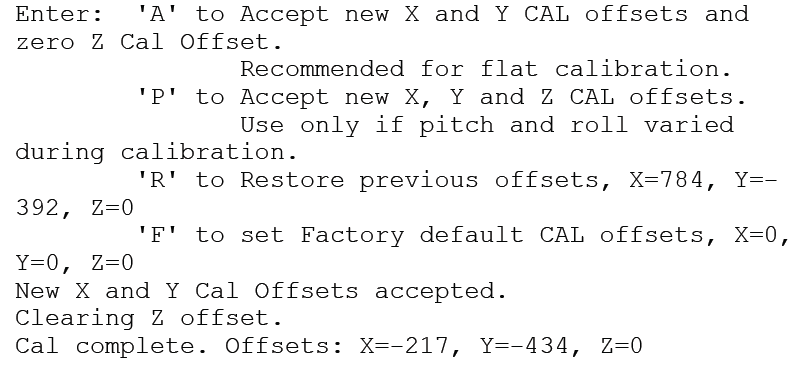 Enter:  'A' to Accept new X and Y CAL offsets and
zero Z Cal Offset.
Recommended for flat calibration.
'P' to Accept new X, Y and Z CAL offsets.
Use only if pitch and roll varied
during calibration.
'R' to Restore previous offsets, X=784, Y=-
392, Z=0
'F' to set Factory default CAL offsets, X=0,
Y=0, Z=0
New X and Y Cal Offsets accepted.
Clearing Z offset.
Cal complete. Offsets: X=-217, Y=-434, Z=0